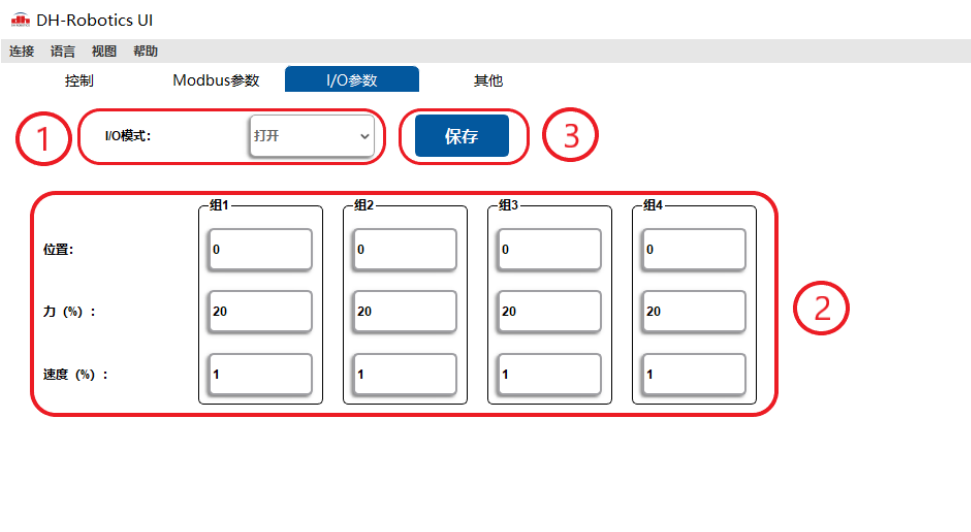 DH-Robotics UI
连接 语言 视图 帮助
控制 Modbus参数 I/O参数 其他
1 I/O模式: 打开 保存 3
组1 组2 组3 组4
位置: 0 0 0 0
力（%）: 20 20 20 20
2
速度（%）: 1 1 1 1